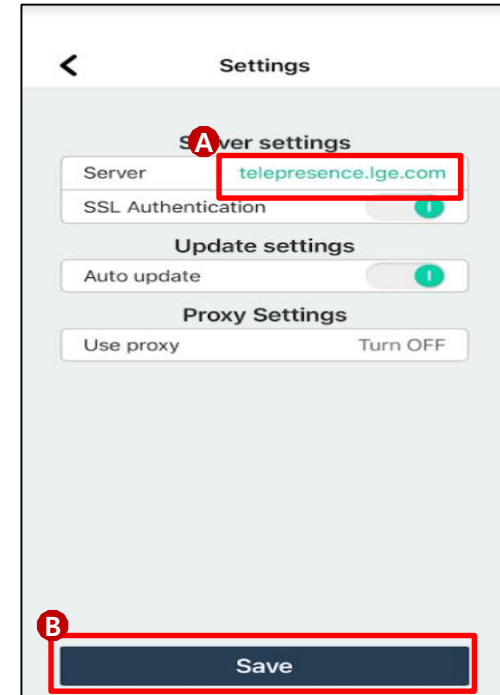 Settings
A
Server settings
Server telepresence.lge.com
SSL Authentication
Update settings
Auto update
Proxy Settings
Use proxy Turn OFF
B
Save